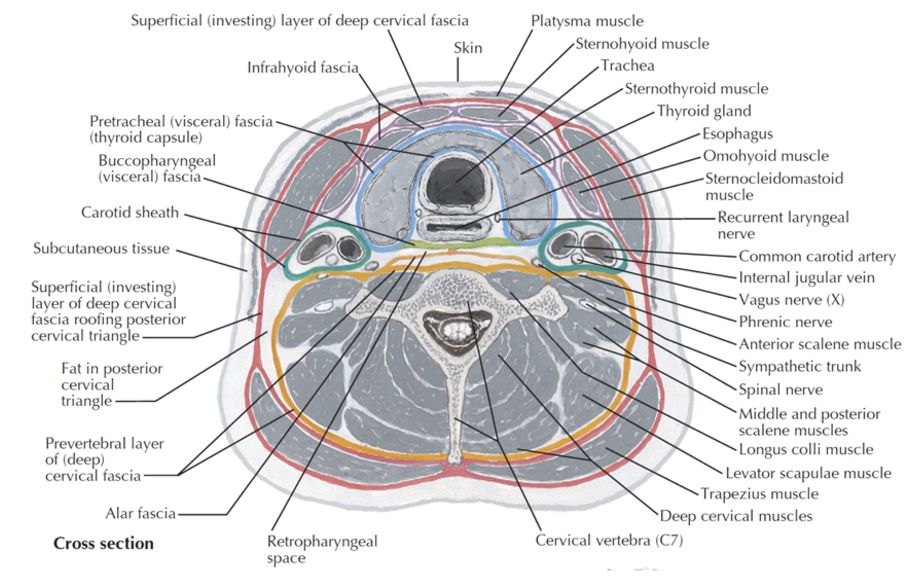 Superficial (investing) layer of deep cervical fascia
Platysma muscle
Skin
Sternohyoid muscle
Infrahyoid fascia
Trachea
Sternothyroid muscle
Pretracheal (visceral) fascia
(thyroid capsule)
Thyroid gland
Esophagus
Buccopharyngeal
(visceral) fascia
Omohyoid muscle
Sternocleidomastoid
muscle
Carotid sheath
Recurrent laryngeal
nerve
Subcutaneous tissue
Common carotid artery
Internal jugular vein
Superficial (investing)
layer of deep cervical
fascia roofing posterior
cervical triangle
Vagus nerve (X)
Phrenic nerve
Anterior scalene muscle
Sympathetic trunk
Fat in posterior
cervical
triangle
Spinal nerve
Middle and posterior
scalene muscles
Prevertebral layer
of (deep)
cervical fascia
Longus colli muscle
Levator scapulae muscle
Trapezius muscle
Alar fascia
Deep cervical muscles
Cross section
Retropharyngeal
space
Cervical vertebra (C7)